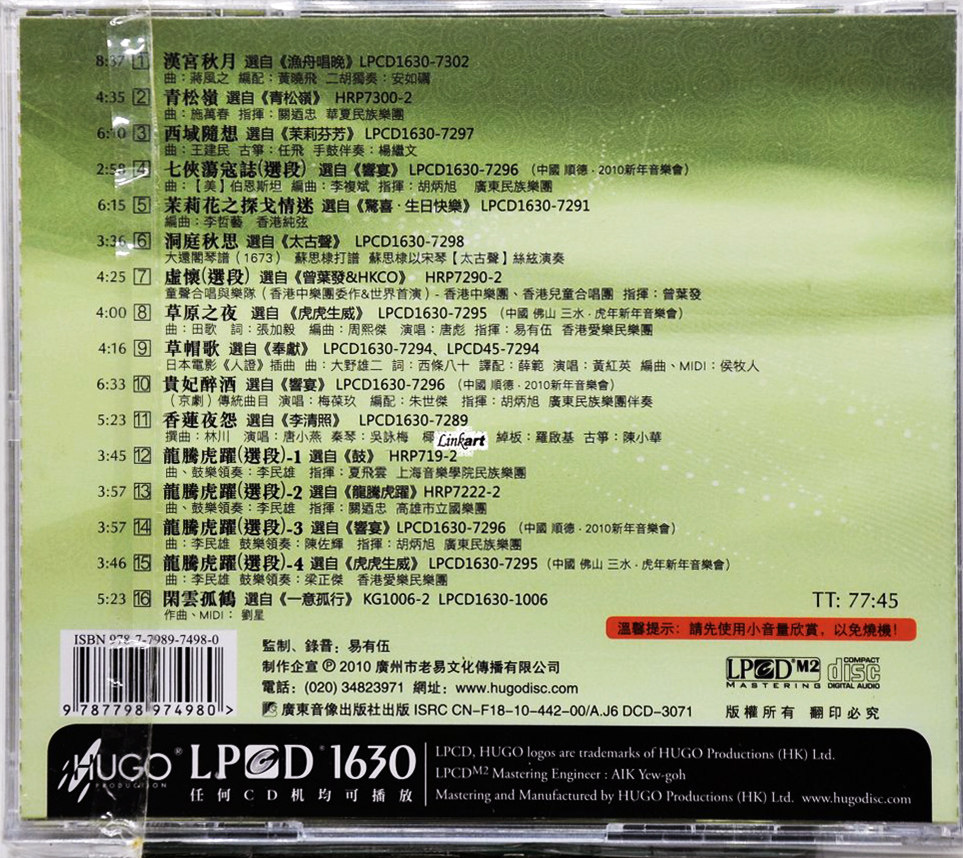 8:37 1 漢宮秋月 選自《漁舟唱晚》LPCD1630-7302
曲：蔣風之 編配：黃曉飛 二胡獨奏：安如礪
4:35 2 青松嶺 選自《青松嶺》 HRP7300-2
曲：施萬春 指揮：關迺忠 華夏民族樂團
6:10 3 西域隨想 選自《茉莉芬芳》 LPCD1630-7297
曲：王建民 古箏：任飛 手鼓伴奏：楊繼文
2:58 4 七俠蕩寇誌(選段) 選自《響宴》 LPCD1630-7296 （中國 順德·2010新年音樂會）
曲：【美】伯恩斯坦 編曲：李複斌 指揮：胡炳旭 廣東民族樂團
6:15 5 茉莉花之探戈情迷 選自《驚喜·生日快樂》 LPCD1630-7291
編曲：李哲藝 香港純弦
3:36 6 洞庭秋思 選自《太古聲》 LPCD1630-7298
大還閣琴譜（1673） 蘇思棣打譜 蘇思棣以宋琴【太古聲】絲絃演奏
4:25 7 虛懷(選段) 選自《曾葉發&HKCO》 HRP7290-2
童聲合唱與樂隊（香港中樂團委作&世界首演）- 香港中樂團、香港兒童合唱團 指揮：曾葉發
4:00 8 草原之夜 選自 《虎虎生威》 LPCD1630-7295 （中國 佛山 三水·虎年新年音樂會）
曲：田歌 詞：張加毅 編曲：周熙傑 演唱：唐彪 指揮：易有伍 香港愛樂民樂團
4:16 9 草帽歌 選自《奉獻》 LPCD1630-7294、LPCD45-7294
日本電影《人證》插曲 曲：大野雄二 詞：西條八十 譯配：薛範 演唱：黃紅英 編曲、MIDI：侯牧人
6:33 10 貴妃醉酒 選自《響宴》 LPCD1630-7296 （中國 順德·2010新年音樂會）
（京劇）傳統曲目 演唱：梅葆玖 編配：朱世傑 指揮：胡炳旭 廣東民族樂團伴奏
5:23 11 香蓮夜怨 選自《李清照》 LPCD1630-7289
撰曲：林川 演唱：唐小燕 秦琴：吳詠梅 椰 Linkart 綽板：羅啟基 古箏：陳小華
3:45 12 龍騰虎躍(選段)-1 選自《鼓》 HRP719-2
曲、鼓樂領奏：李民雄 指揮：夏飛雲 上海音樂學院民族樂團
3:57 13 龍騰虎躍(選段)-2 選自《龍騰虎躍》HRP7222-2
曲、鼓樂領奏：李民雄 指揮：關迺忠 高雄市立國樂團
3:57 14 龍騰虎躍(選段)-3 選自《響宴》LPCD1630-7296 （中國 順德·2010新年音樂會）
曲：李民雄 鼓樂領奏：陳佐輝 指揮：胡炳旭 廣東民族樂團
3:46 15 龍騰虎躍(選段)-4 選自《虎虎生威》LPCD1630-7295 （中國 佛山 三水·虎年新年音樂會）
曲：李民雄 鼓樂領奏：梁正傑 香港愛樂民樂團
5:23 16 閑雲孤鶴 選自《一意孤行》 KG1006-2 LPCD1630-1006
作曲、MIDI：劉星
TT: 77:45
溫馨提示：請先使用小音量欣賞，以免燒機！
ISBN 978-7-7989-7498-0
9787798974980>
監制、錄音：易有伍
制作企宣 ℗ 2010 廣州市老易文化傳播有限公司
電話：(020) 34823971 網址：www.hugodisc.com
廣東音像出版社出版 ISRC CN-F18-10-442-00/A.J6 DCD-3071
LPCD M2 MASTERING
COMPACT disc DIGITAL AUDIO
版權所有 翻印必究
HUGO® PRODUCTION
LPCD® 1630
任何CD机均可播放
LPCD, HUGO logos are trademarks of HUGO Productions (HK) Ltd.
LPCDM2 Mastering Engineer : AIK Yew-goh
Mastering and Manufactured by HUGO Productions (HK) Ltd. www.hugodisc.com